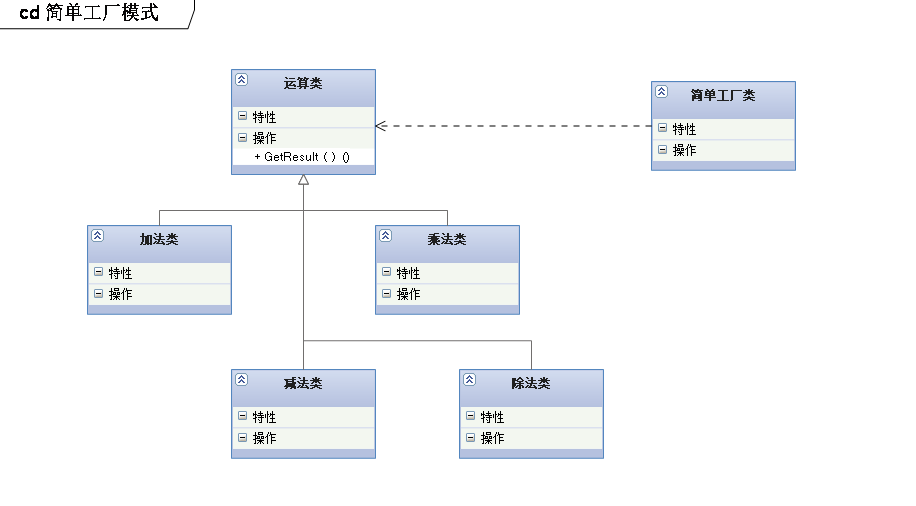 cd 简单工厂模式
运算类
特性
操作
+ GetResult ( ) ()
简单工厂类
特性
操作
加法类
特性
操作
乘法类
特性
操作
减法类
特性
操作
除法类
特性
操作